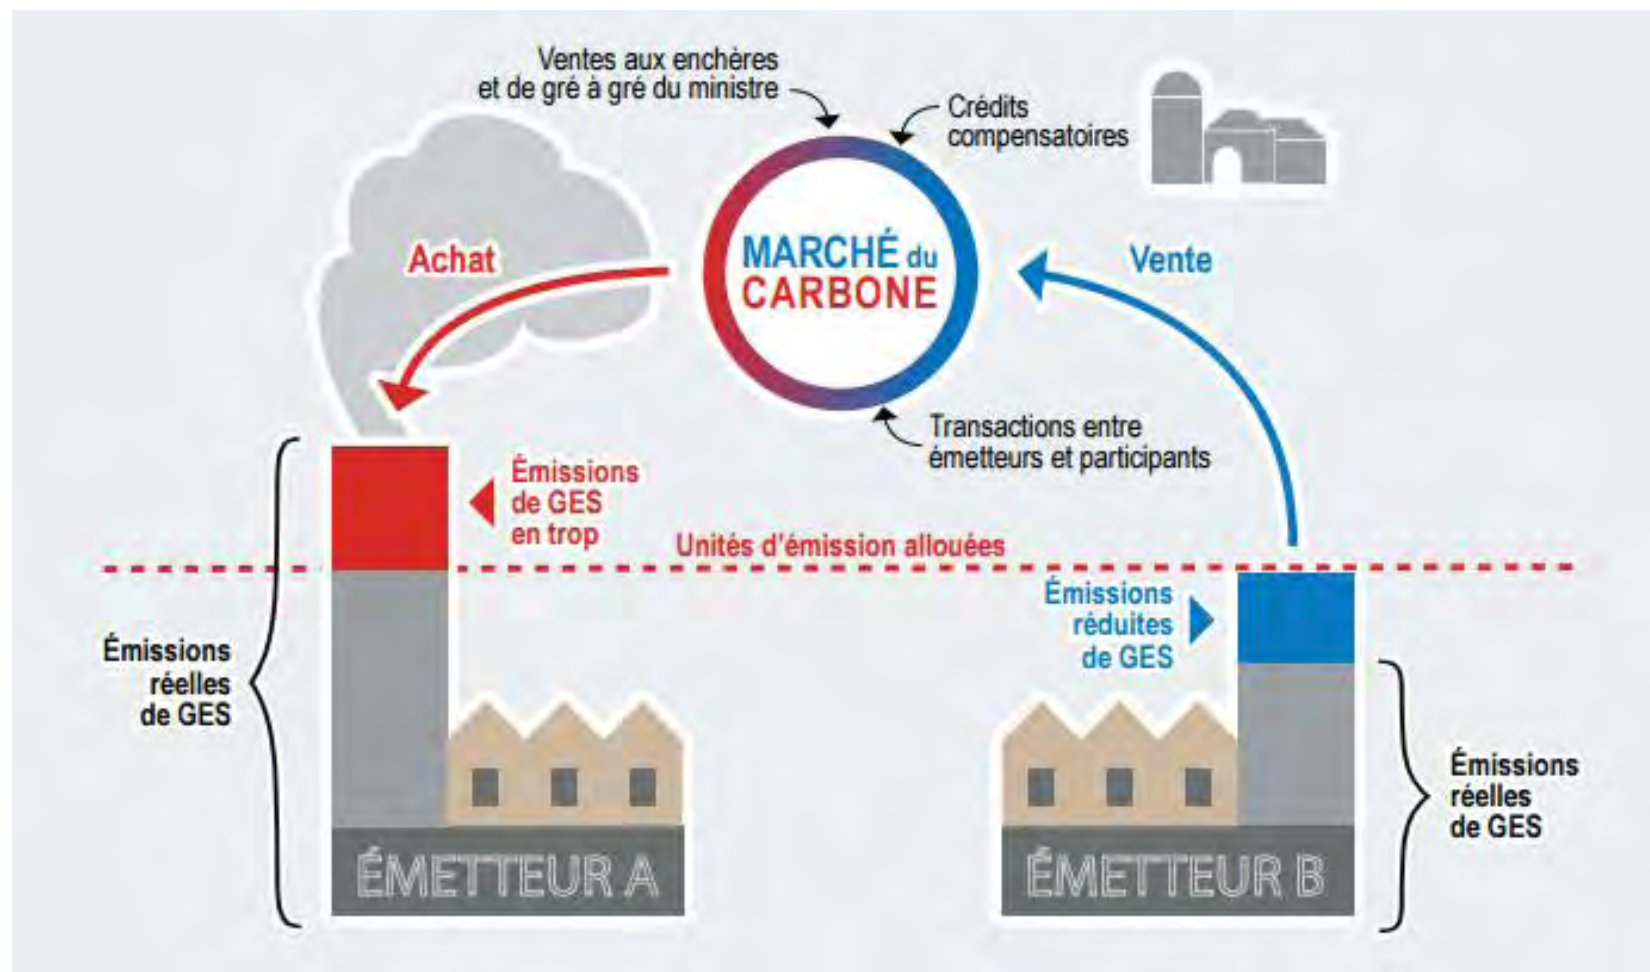 Ventes aux enchères
et de gré à gré du ministre
Crédits
compensatoires
Achat
MARCHÉ du
CARBONE
Vente
Transactions entre
émetteurs et participants
Émissions
de GES
en trop
Unités d'émission allouées
Émissions
réduites
de GES
Émissions
réelles
de GES
Émissions
réelles
de GES
ÉMETTEUR A
ÉMETTEUR B